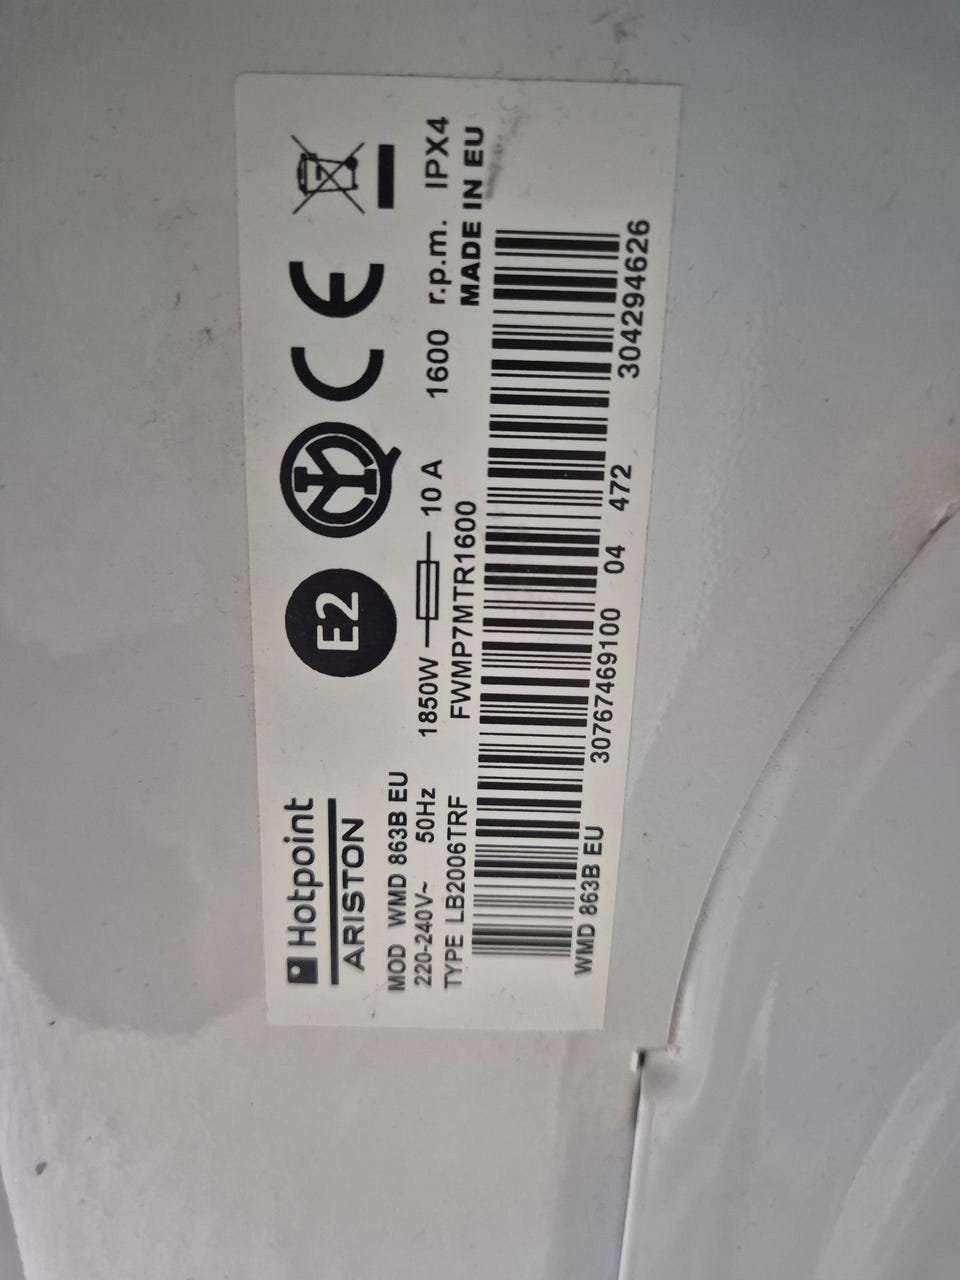 Hotpoint
ARISTON
E2
MOD WMD 863B EU
220-240V~ 50Hz 1850W 10 A 1600 r.p.m. IPX4
TYPE LB2006TRF FWMP7MTR1600 MADE IN EU
WMD 863B EU 30767469100 04 472 304294626